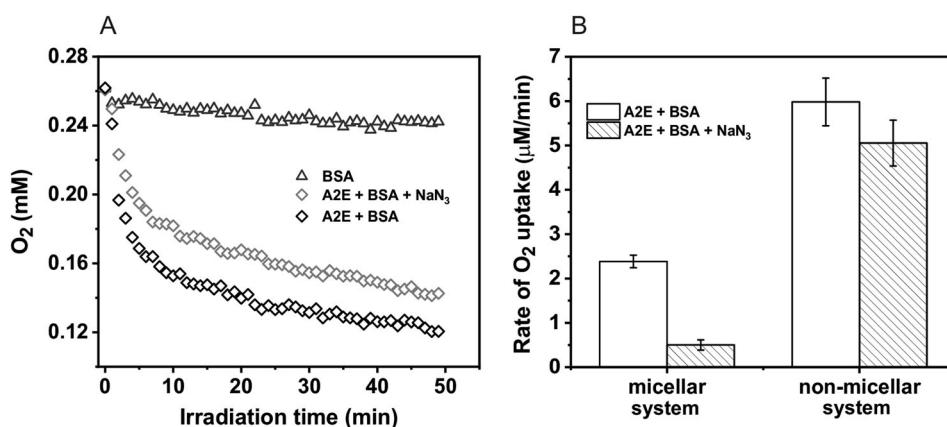 A
0.28
0.24
0.20
0.16
0.12
O₂ (mM)
BSA
A2E + BSA + NaN₃
A2E + BSA
0
10
20
30
40
50
Irradiation time (min)
B
7
6
5
4
3
2
1
0
Rate of O₂ uptake (µM/min)
A2E + BSA
A2E + BSA + NaN₃
micellar
system
non-micellar
system